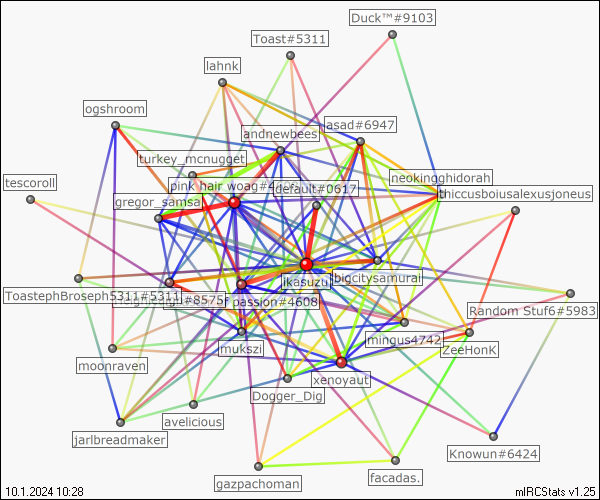 Duck™#9103
Toast#5311
lahnk
ogshroom
asad#6947
andnewbees
turkey_mcnugget
neokingghidorah
tescoroll
pink hair woag#4
default#0617
thiccusboiusalexusjoneus
gregor_samsa
ikasuzu
bigcitysamurai
ToastephBroseph5311#5311
#8575
f passion#4608
Random Stuf6#5983
mukszi
mingus4742
ZeeHonK
moonraven
xenoyaut
Dogger_Dig
avelicious
jarlbreadmaker
Knowun#6424
gazpachoman
facadas.
10.1.2024 10:28
mIRCStats v1.25